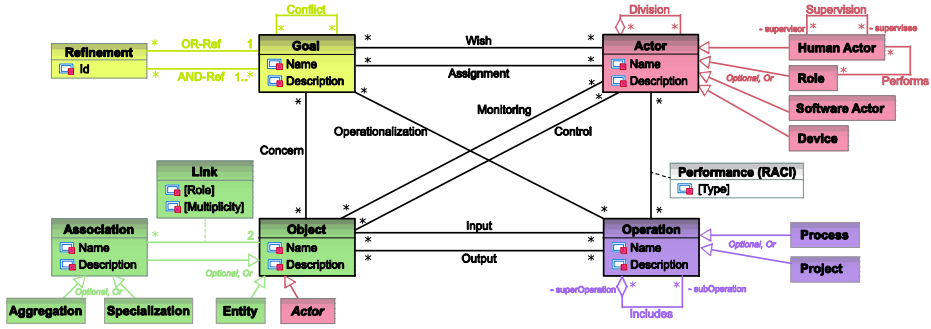 Conflict
* *
Division
* *
Supervision
- supervisor * * - supervisee
Refinement
Id
* OR-Ref 1
* AND-Ref 1..*
Goal
Name
Description
* Wish *
* Assignment *
Actor
Name
Description
Human Actor
*
Performs
*
Role
Optional, Or
Software Actor
Device
* Monitoring *
* Control *
* Operationalization *
* Concern *
* *
Performance (RACI)
[Type]
Link
[Role]
[Multiplicity]
Association
Name
Description
* 2
Optional, Or
Optional, Or
Object
Name
Description
* Input *
* Output *
Operation
Name
Description
Optional, Or
Process
Project
- superOperation * * - subOperation
Includes
Aggregation
Specialization
Entity
Actor